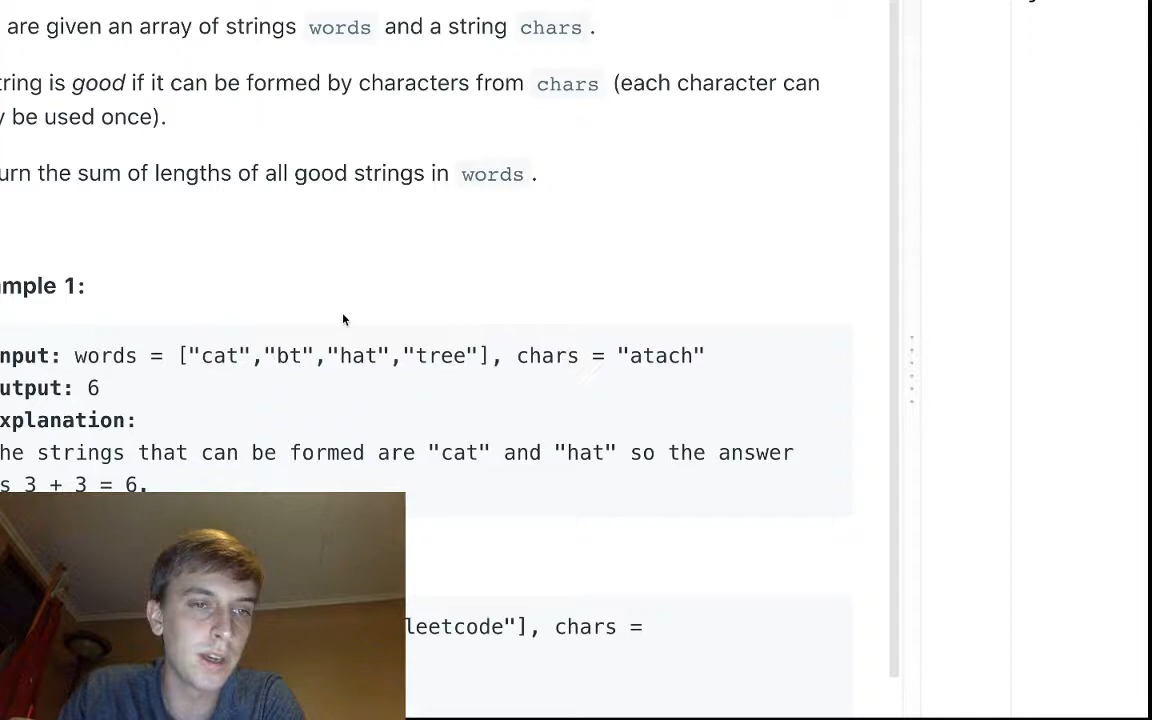 are given an array of strings words and a string chars.
tring is good if it can be formed by characters from chars (each character can
y be used once).
urn the sum of lengths of all good strings in words.
mple 1:
nput: words = ["cat","bt","hat","tree"], chars = "atach"
utput: 6
xplanation:
he strings that can be formed are "cat" and "hat" so the answer
s 3 + 3 = 6.
leetcode"], chars =